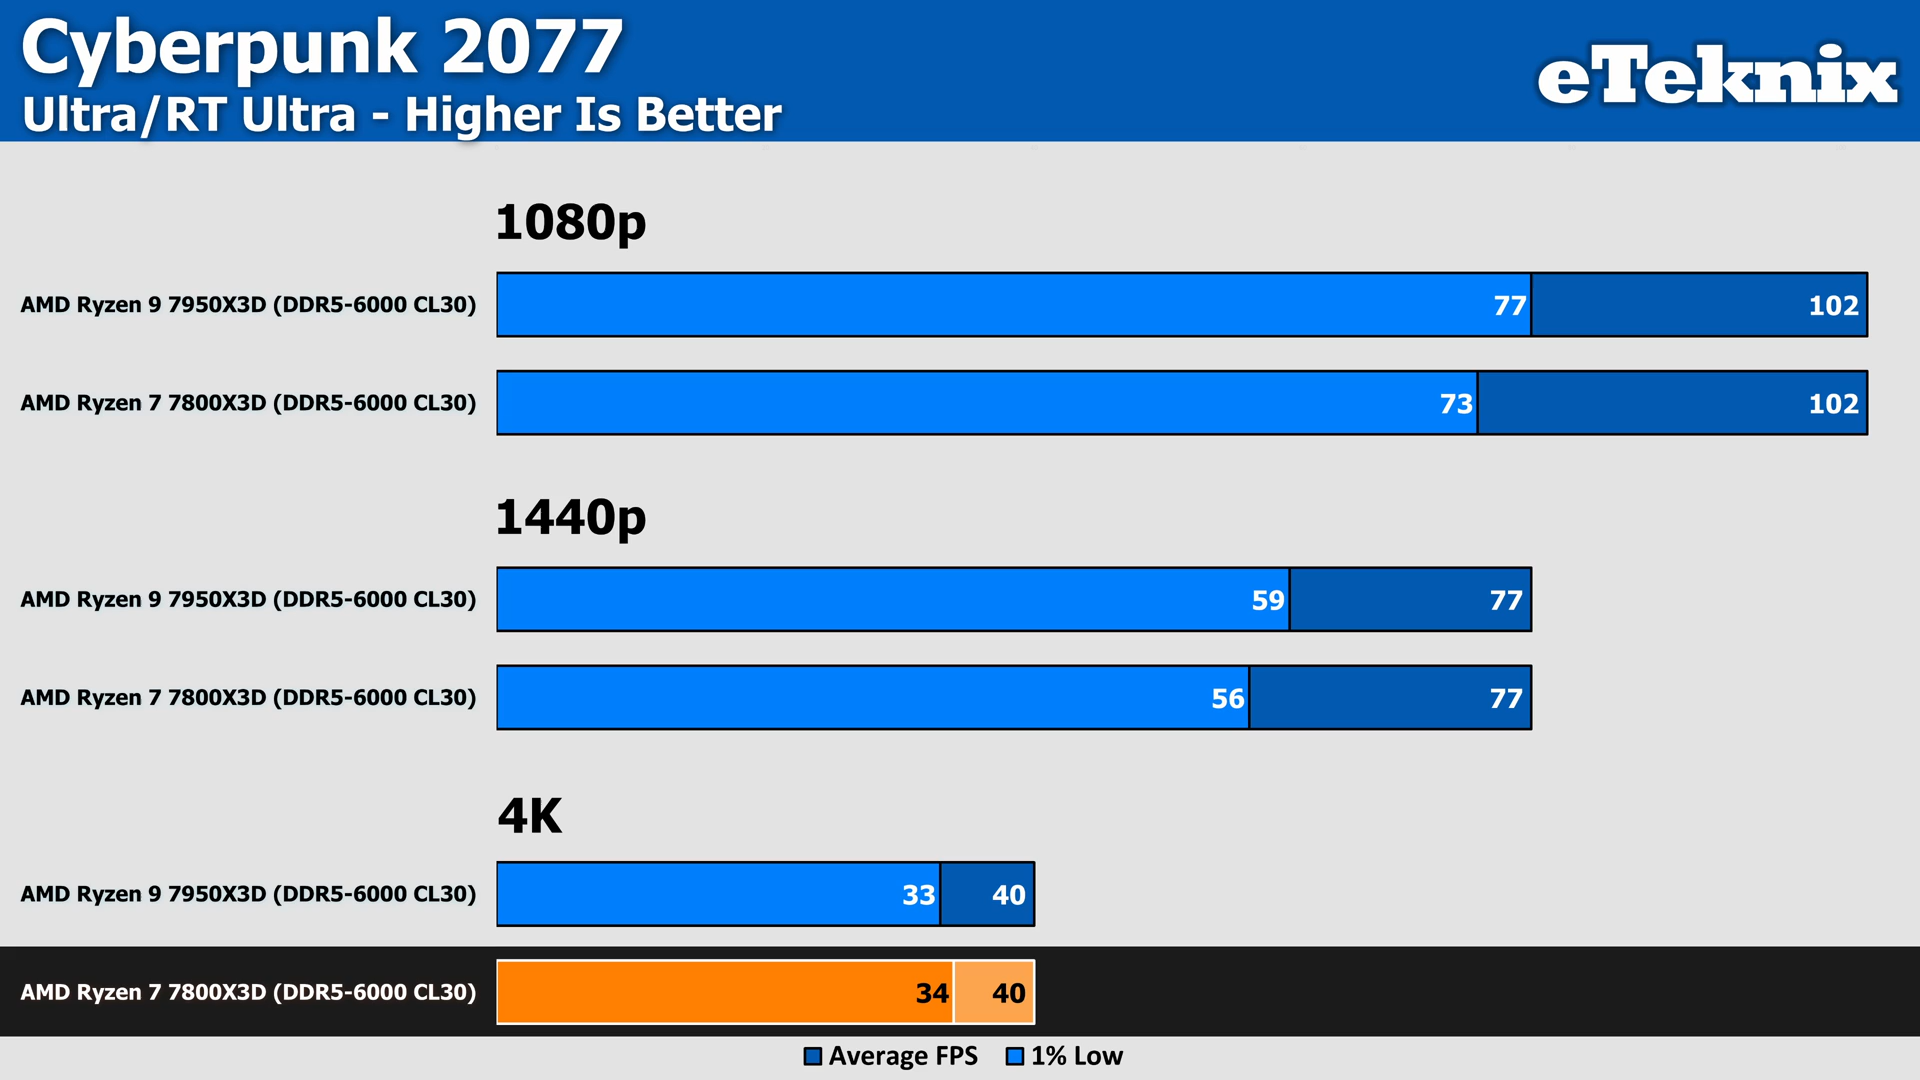 Cyberpunk 2077
Ultra/RT Ultra - Higher Is Better
eTeknix
1080p
AMD Ryzen 9 7950X3D (DDR5-6000 CL30) 77 102
AMD Ryzen 7 7800X3D (DDR5-6000 CL30) 73 102
1440p
AMD Ryzen 9 7950X3D (DDR5-6000 CL30) 59 77
AMD Ryzen 7 7800X3D (DDR5-6000 CL30) 56 77
4K
AMD Ryzen 9 7950X3D (DDR5-6000 CL30) 33 40
AMD Ryzen 7 7800X3D (DDR5-6000 CL30) 34 40
Average FPS 1% Low